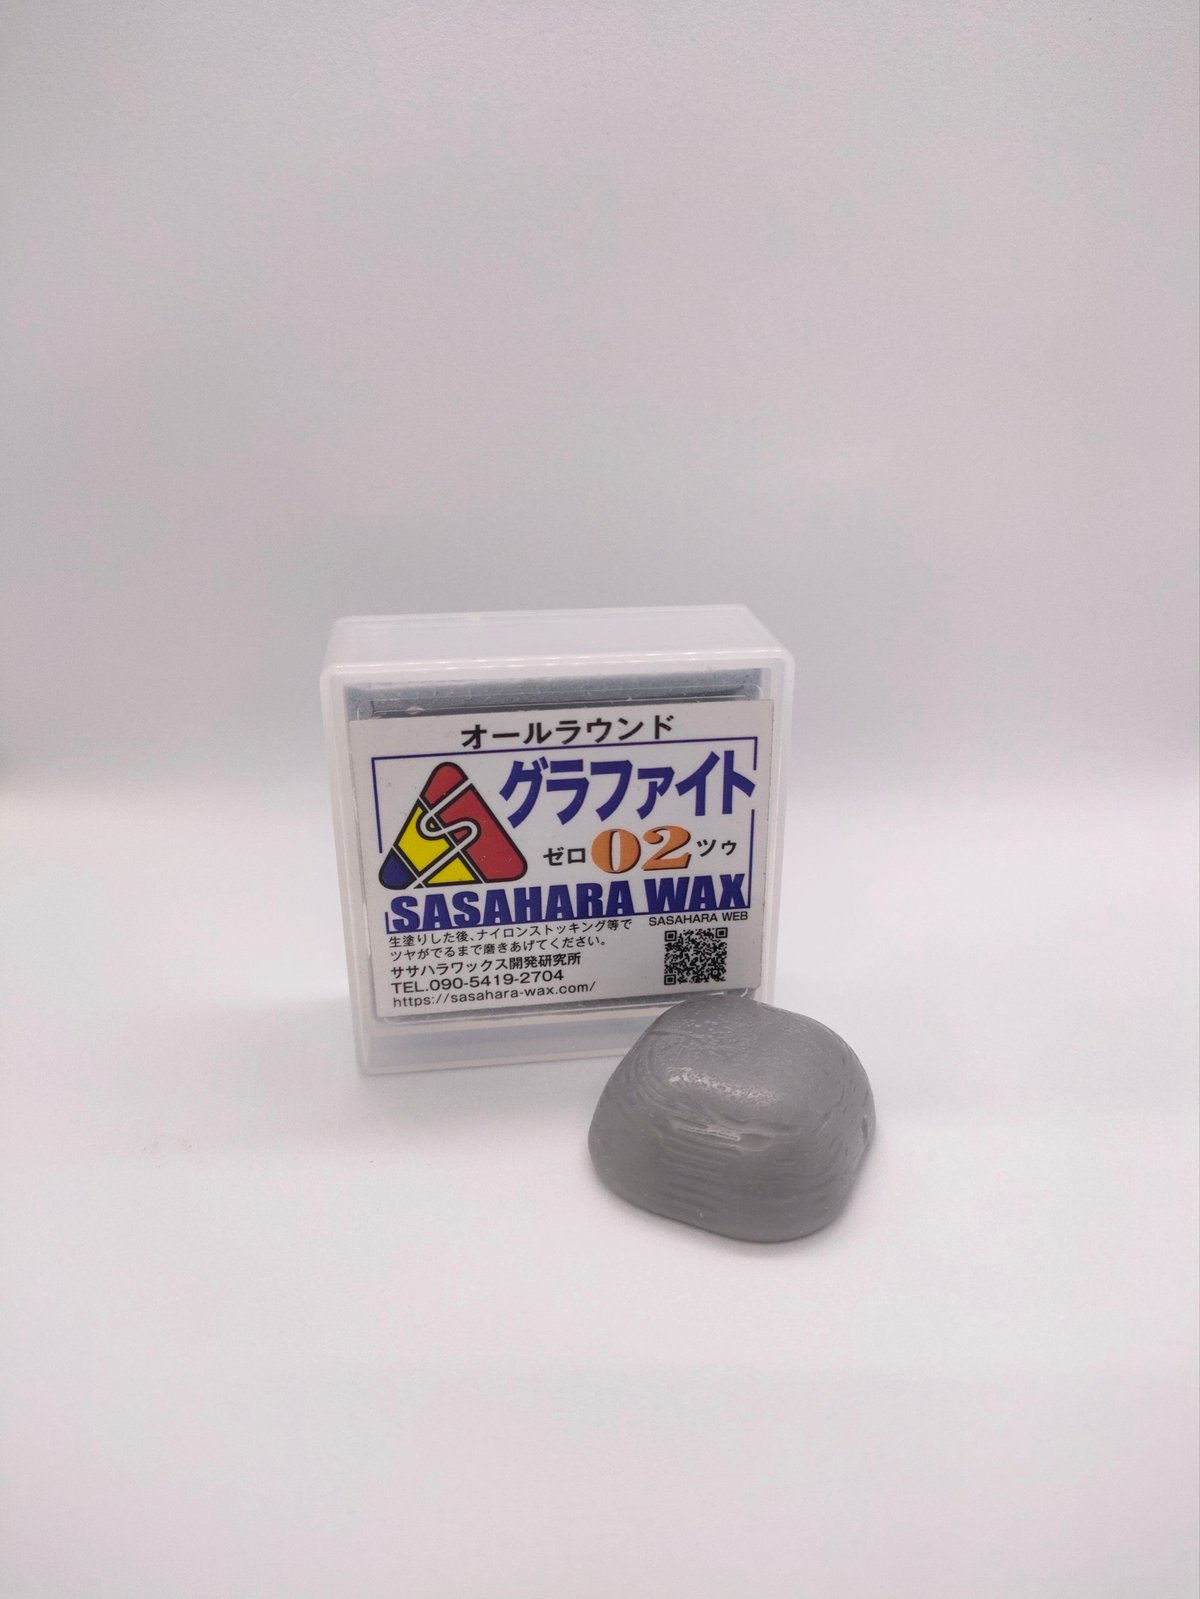 オールラウンド
グラファイト
ゼロ02ツゥ
SASAHARA WAX
SASAHARA WEB
生塗りした後、ナイロンストッキング等で
ツヤがでるまで磨きあげてください。
ササハラワックス開発研究所
TEL.090-5419-2704
https://sasahara-wax.com/